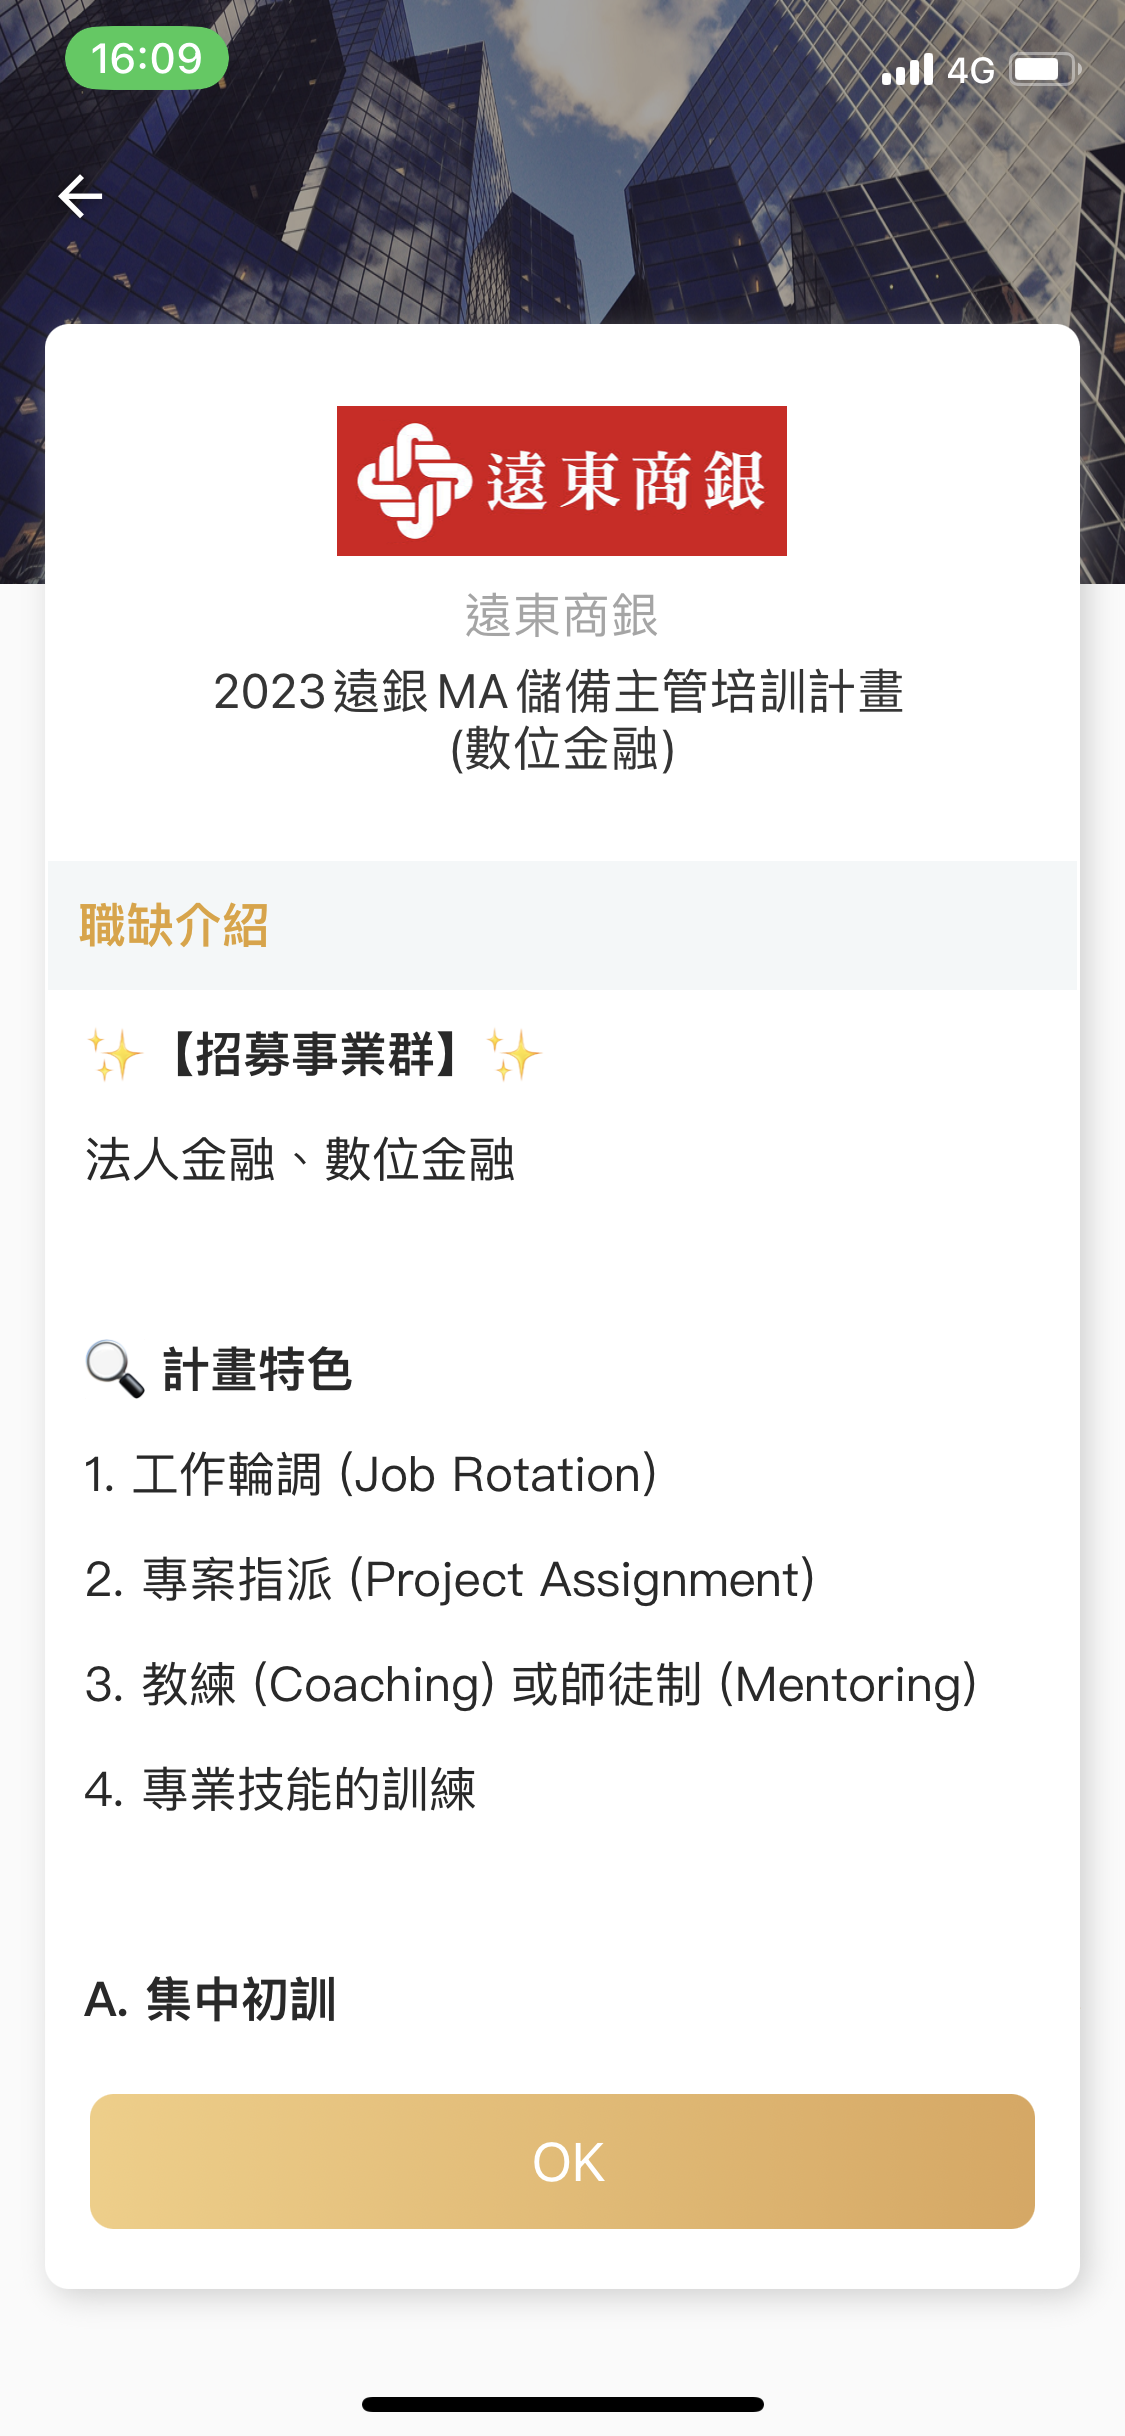 16:09
4G
遠東商銀
遠東商銀
2023遠銀MA儲備主管培訓計畫
(數位金融)
職缺介紹
✨【招募事業群】✨
法人金融、數位金融
🔍 計畫特色
1. 工作輪調 (Job Rotation)
2. 專案指派 (Project Assignment)
3. 教練 (Coaching) 或師徒制 (Mentoring)
4. 專業技能的訓練
A. 集中初訓
OK